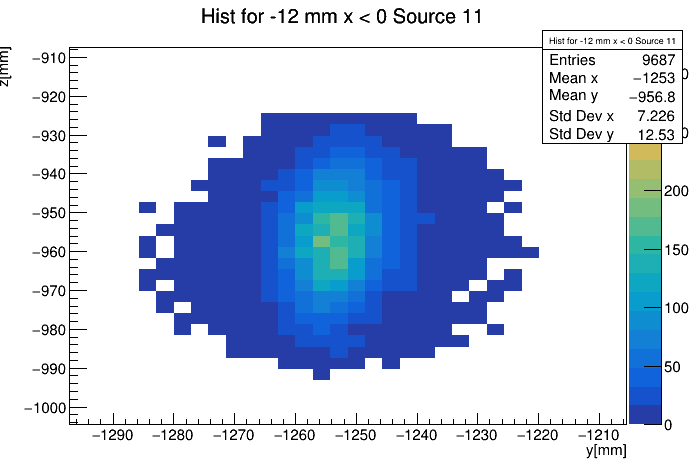 Hist for -12 mm x < 0 Source 11
Hist for -12 mm x < 0 Source 11
Entries 9687
Mean x −1253
Mean y −956.8
Std Dev x 7.226
Std Dev y 12.53
z[mm]
−910
−920
−930
−940
−950
−960
−970
−980
−990
−1000
200
150
100
50
0
−1290 −1280 −1270 −1260 −1250 −1240 −1230 −1220 −1210
y[mm]